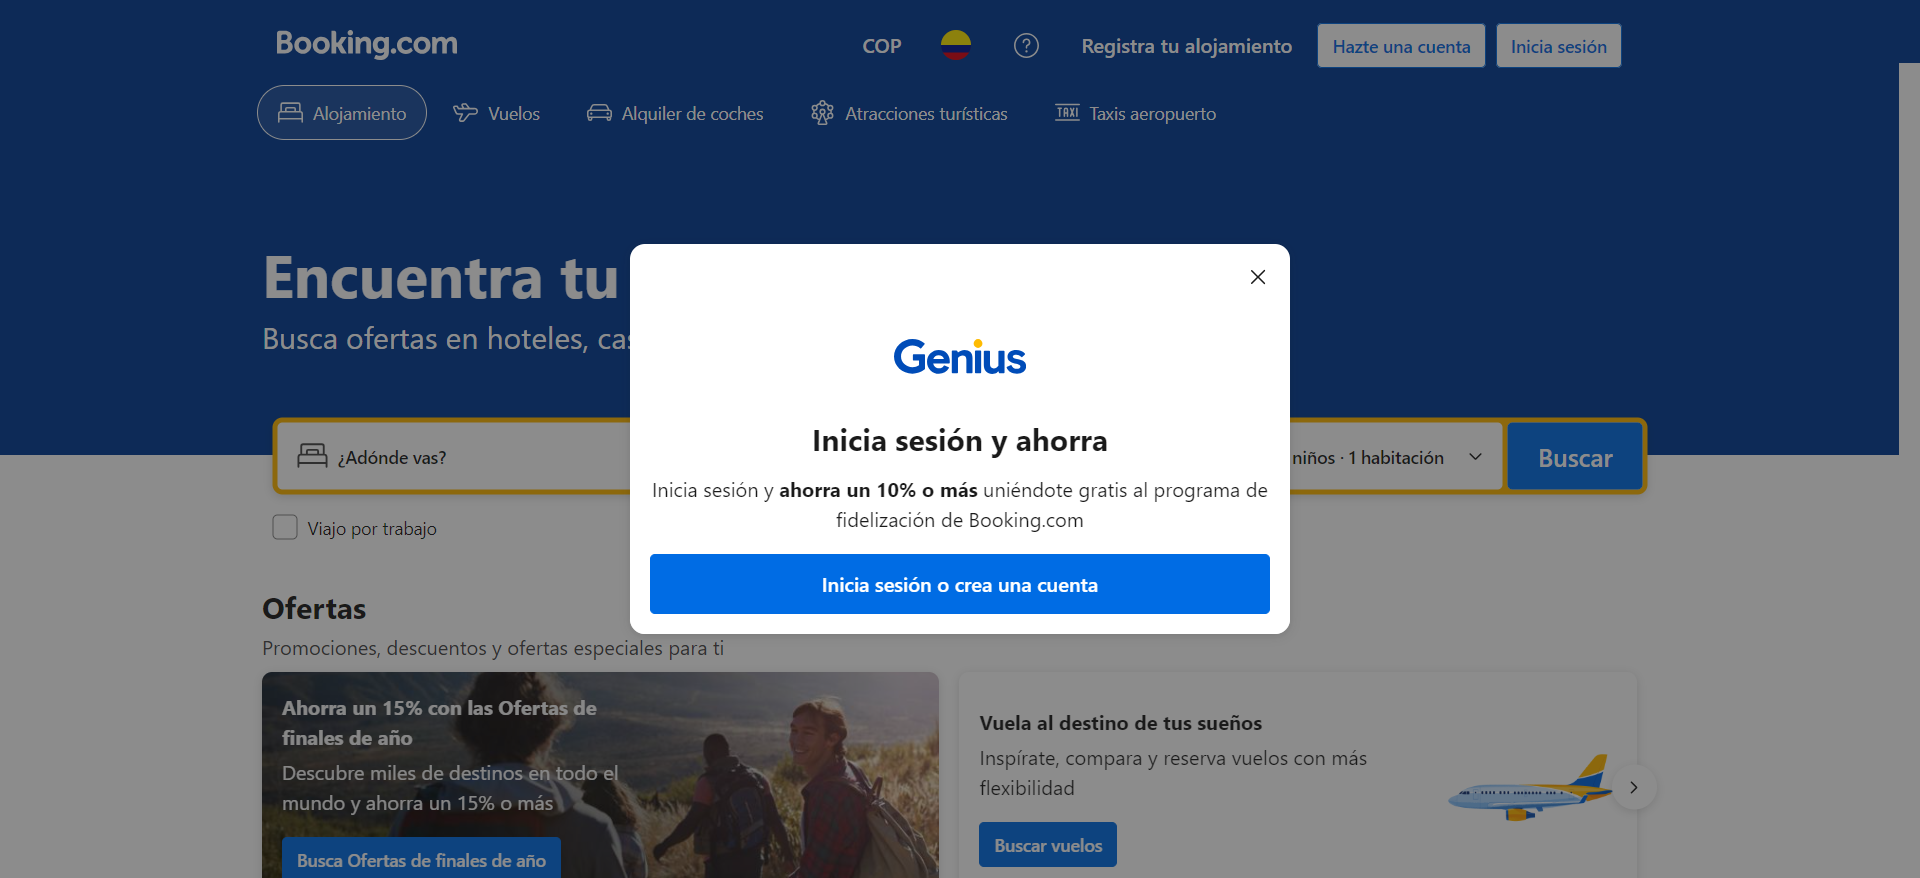 Booking.com
COP
Registra tu alojamiento
Hazte una cuenta
Inicia sesión
Alojamiento
Vuelos
Alquiler de coches
Atracciones turísticas
TAXI
Taxis aeropuerto
Encuentra tu
Busca ofertas en hoteles, cas
Genius
Inicia sesión y ahorra
Inicia sesión y ahorra un 10% o más uniéndote gratis al programa de
fidelización de Booking.com
Inicia sesión o crea una cuenta
¿Adónde vas?
niños · 1 habitación
Buscar
Viajo por trabajo
Ofertas
Promociones, descuentos y ofertas especiales para ti
Ahorra un 15% con las Ofertas de
finales de año
Descubre miles de destinos en todo el
mundo y ahorra un 15% o más
Busca Ofertas de finales de año
Vuela al destino de tus sueños
Inspírate, compara y reserva vuelos con más
flexibilidad
Buscar vuelos